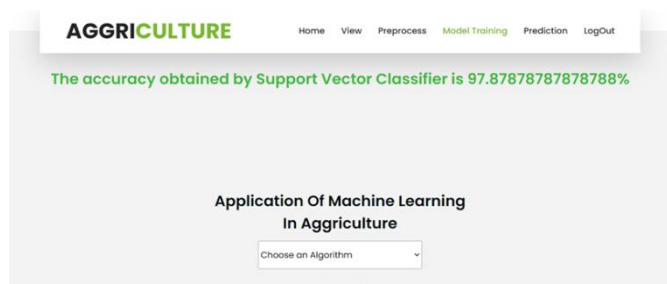 AGGRICULTURE
Home View Preprocess Model Training Prediction LogOut
The accuracy obtained by Support Vector Classifier is 97.87878787878788%
Application Of Machine Learning
In Aggriculture
Choose an Algorithm